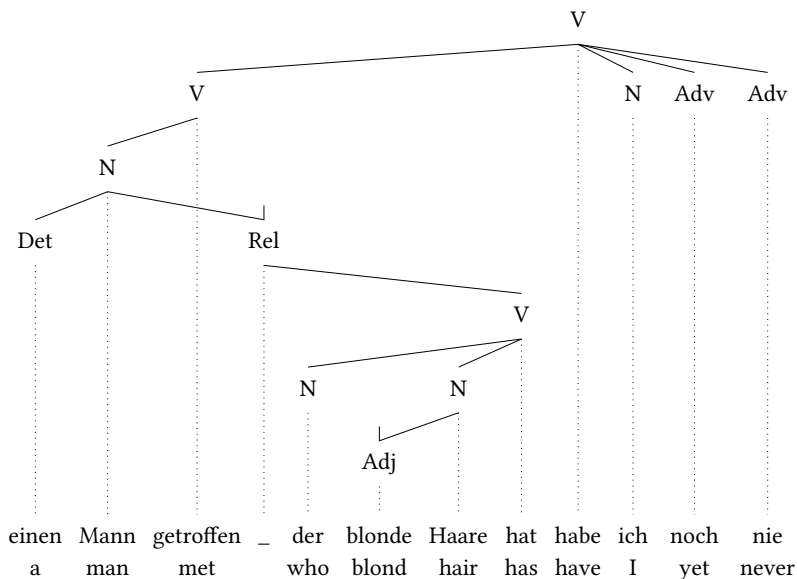 V
V N Adv Adv
N
Det Rel
V
N N
Adj
einen Mann getroffen _ der blonde Haare hat habe ich noch nie
a man met who blond hair has have I yet never